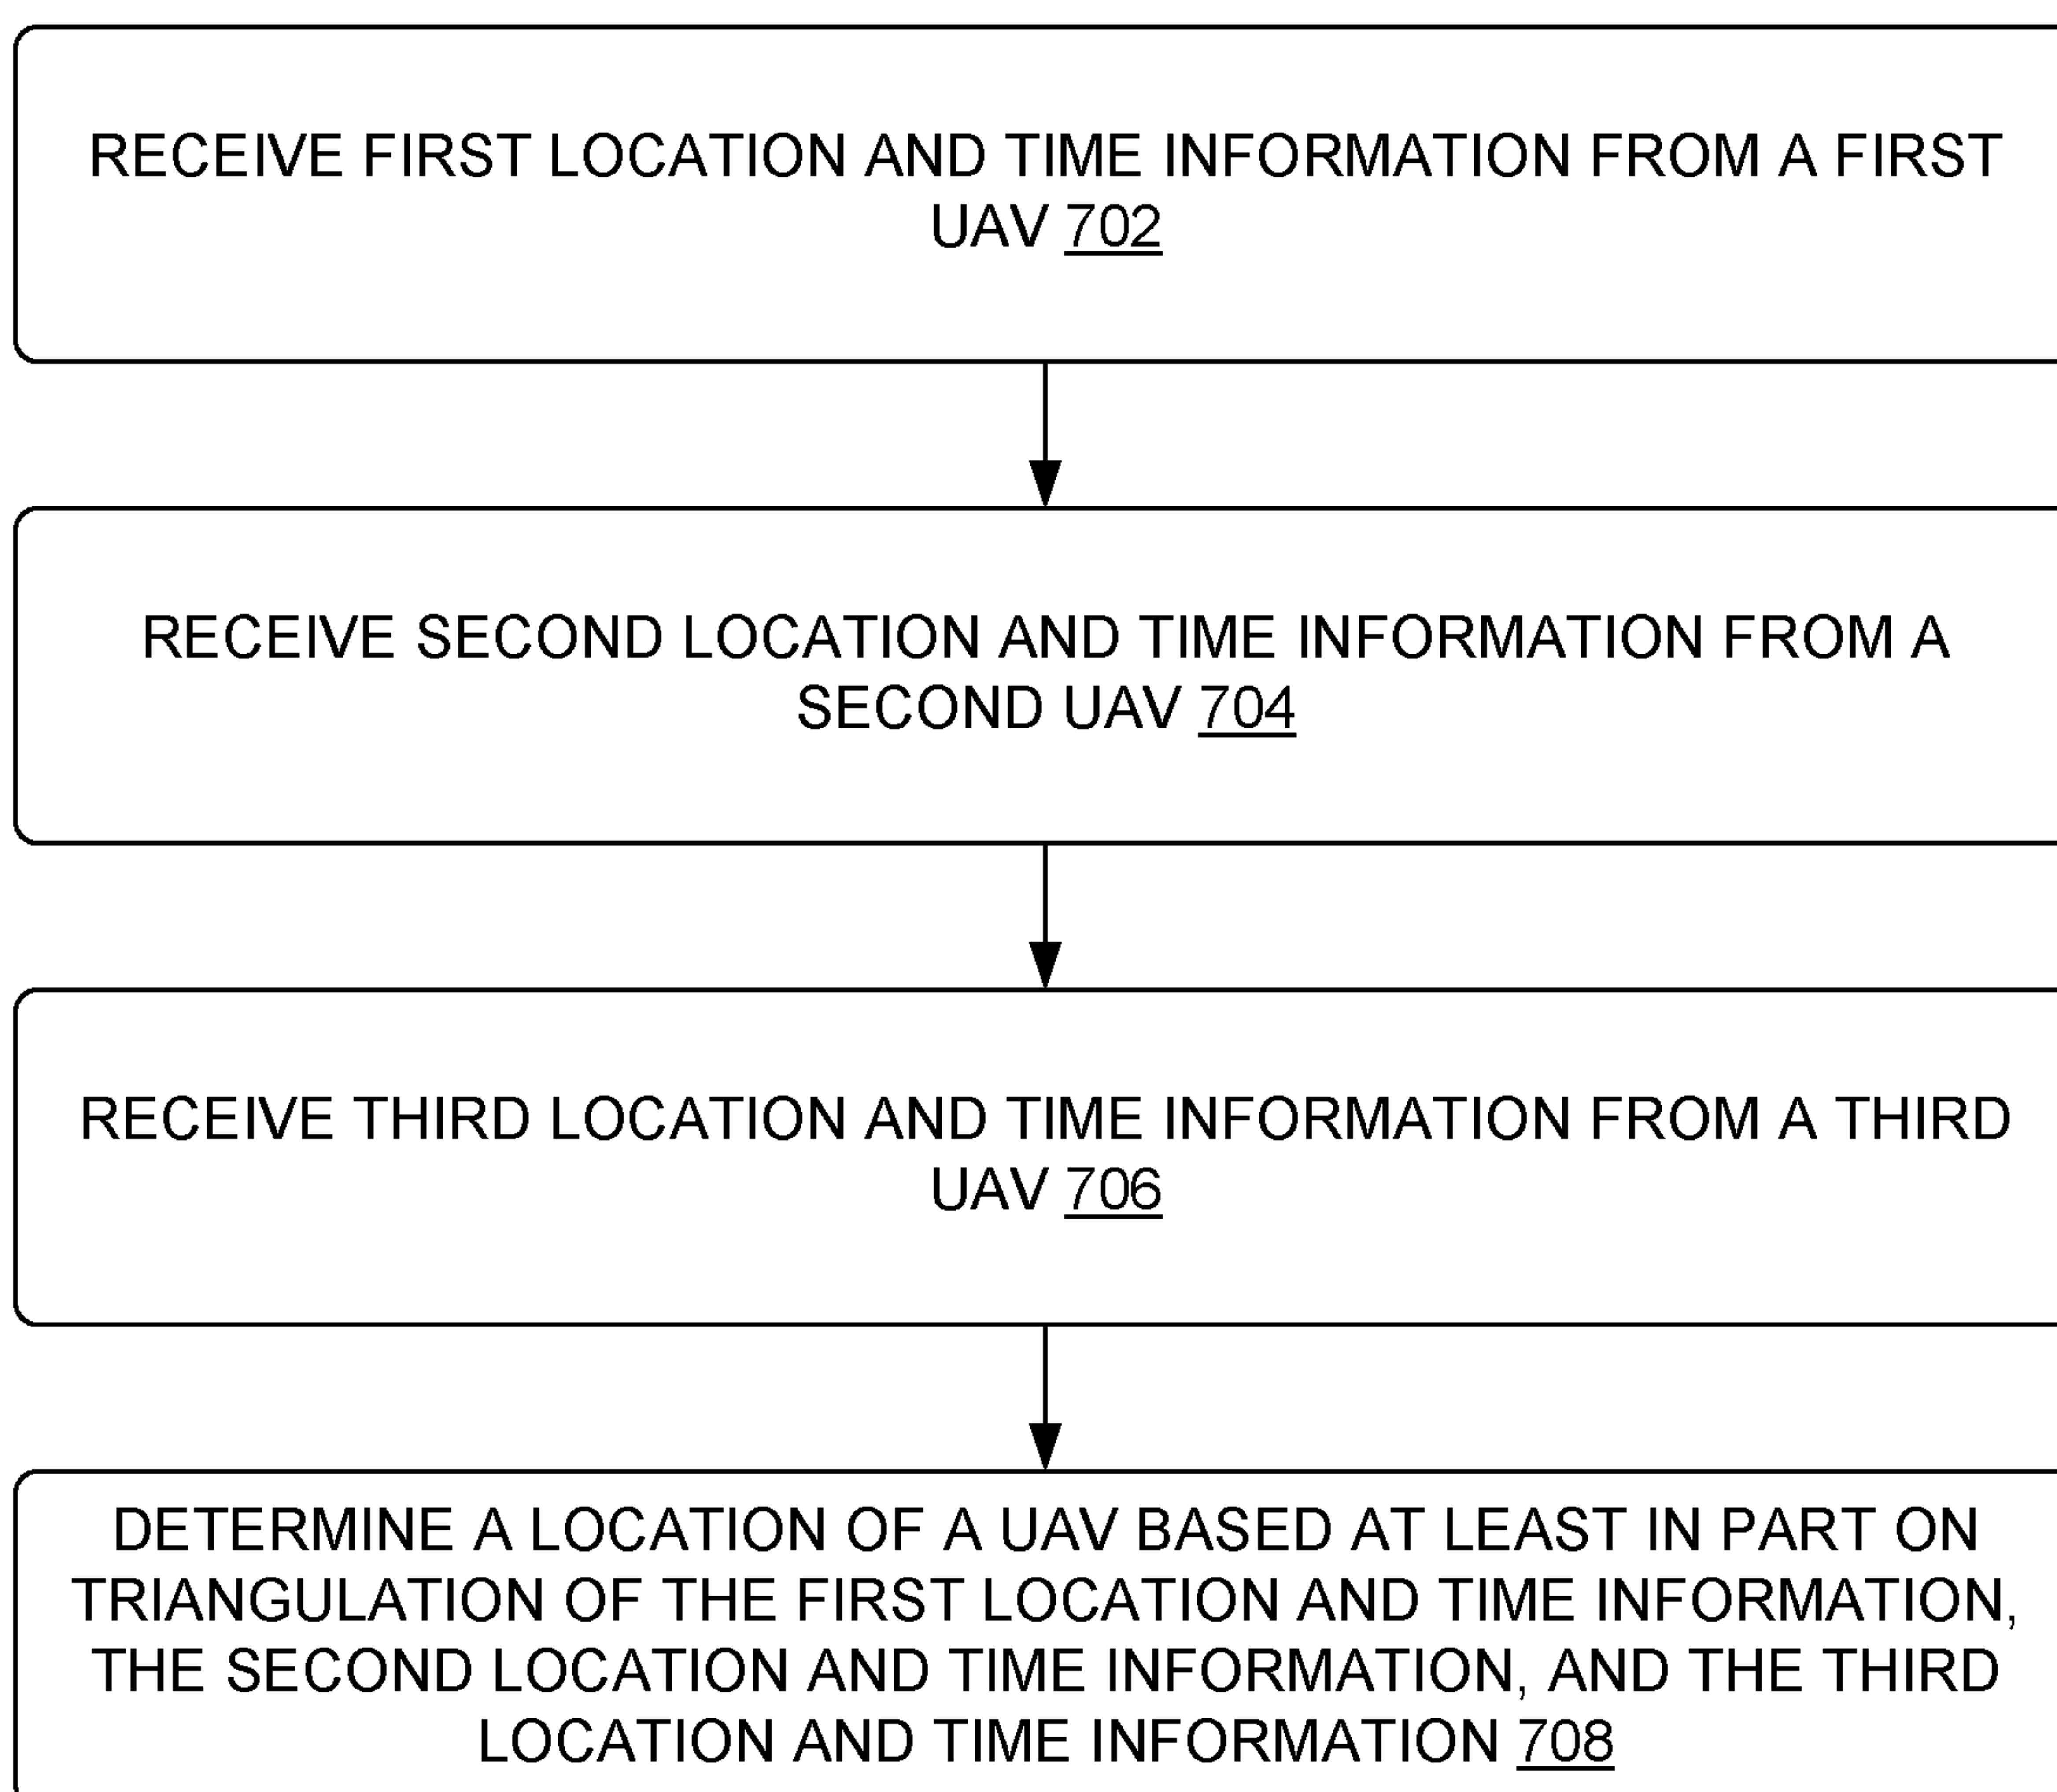 RECEIVE FIRST LOCATION AND TIME INFORMATION FROM A FIRST
UAV 702
RECEIVE SECOND LOCATION AND TIME INFORMATION FROM A
SECOND UAV 704
RECEIVE THIRD LOCATION AND TIME INFORMATION FROM A THIRD
UAV 706
DETERMINE A LOCATION OF A UAV BASED AT LEAST IN PART ON
TRIANGULATION OF THE FIRST LOCATION AND TIME INFORMATION,
THE SECOND LOCATION AND TIME INFORMATION, AND THE THIRD
LOCATION AND TIME INFORMATION 708